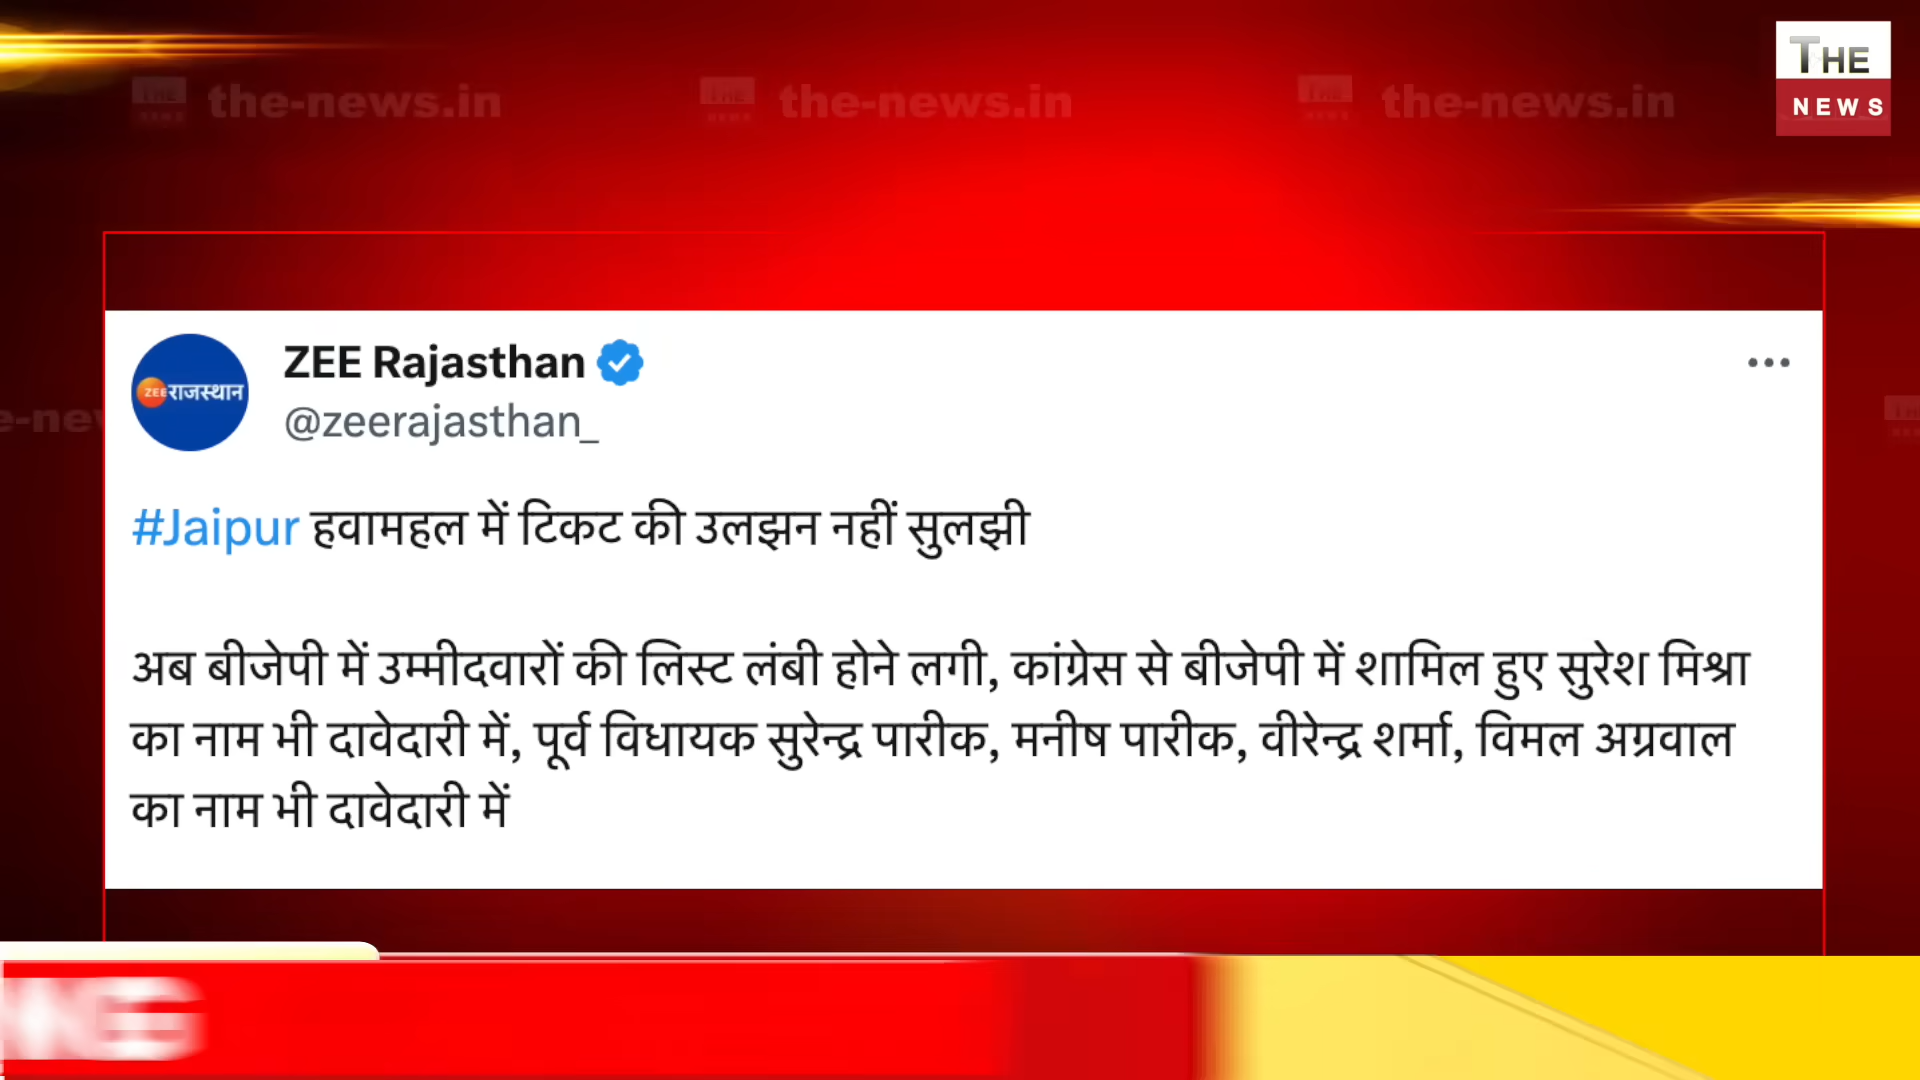 THE
NEWS
the-news.in the-news.in the-news.in
ZEE Rajasthan
ZEE राजस्थान
@zeerajasthan_
#Jaipur हवामहल में टिकट की उलझन नहीं सुलझी
अब बीजेपी में उम्मीदवारों की लिस्ट लंबी होने लगी, कांग्रेस से बीजेपी में शामिल हुए सुरेश मिश्रा
का नाम भी दावेदारी में, पूर्व विधायक सुरेन्द्र पारीक, मनीष पारीक, वीरेन्द्र शर्मा, विमल अग्रवाल
का नाम भी दावेदारी में